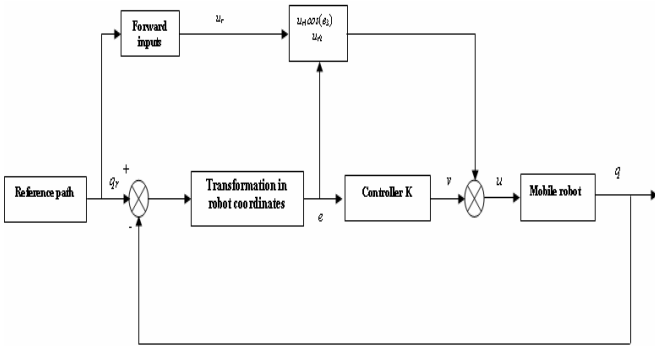 Forward
inputs
u_r
u_r1 cos(e_3)
u_r2
Reference path
q_r
+
-
Transformation in
robot coordinates
e
Controller K
v
u
Mobile robot
q